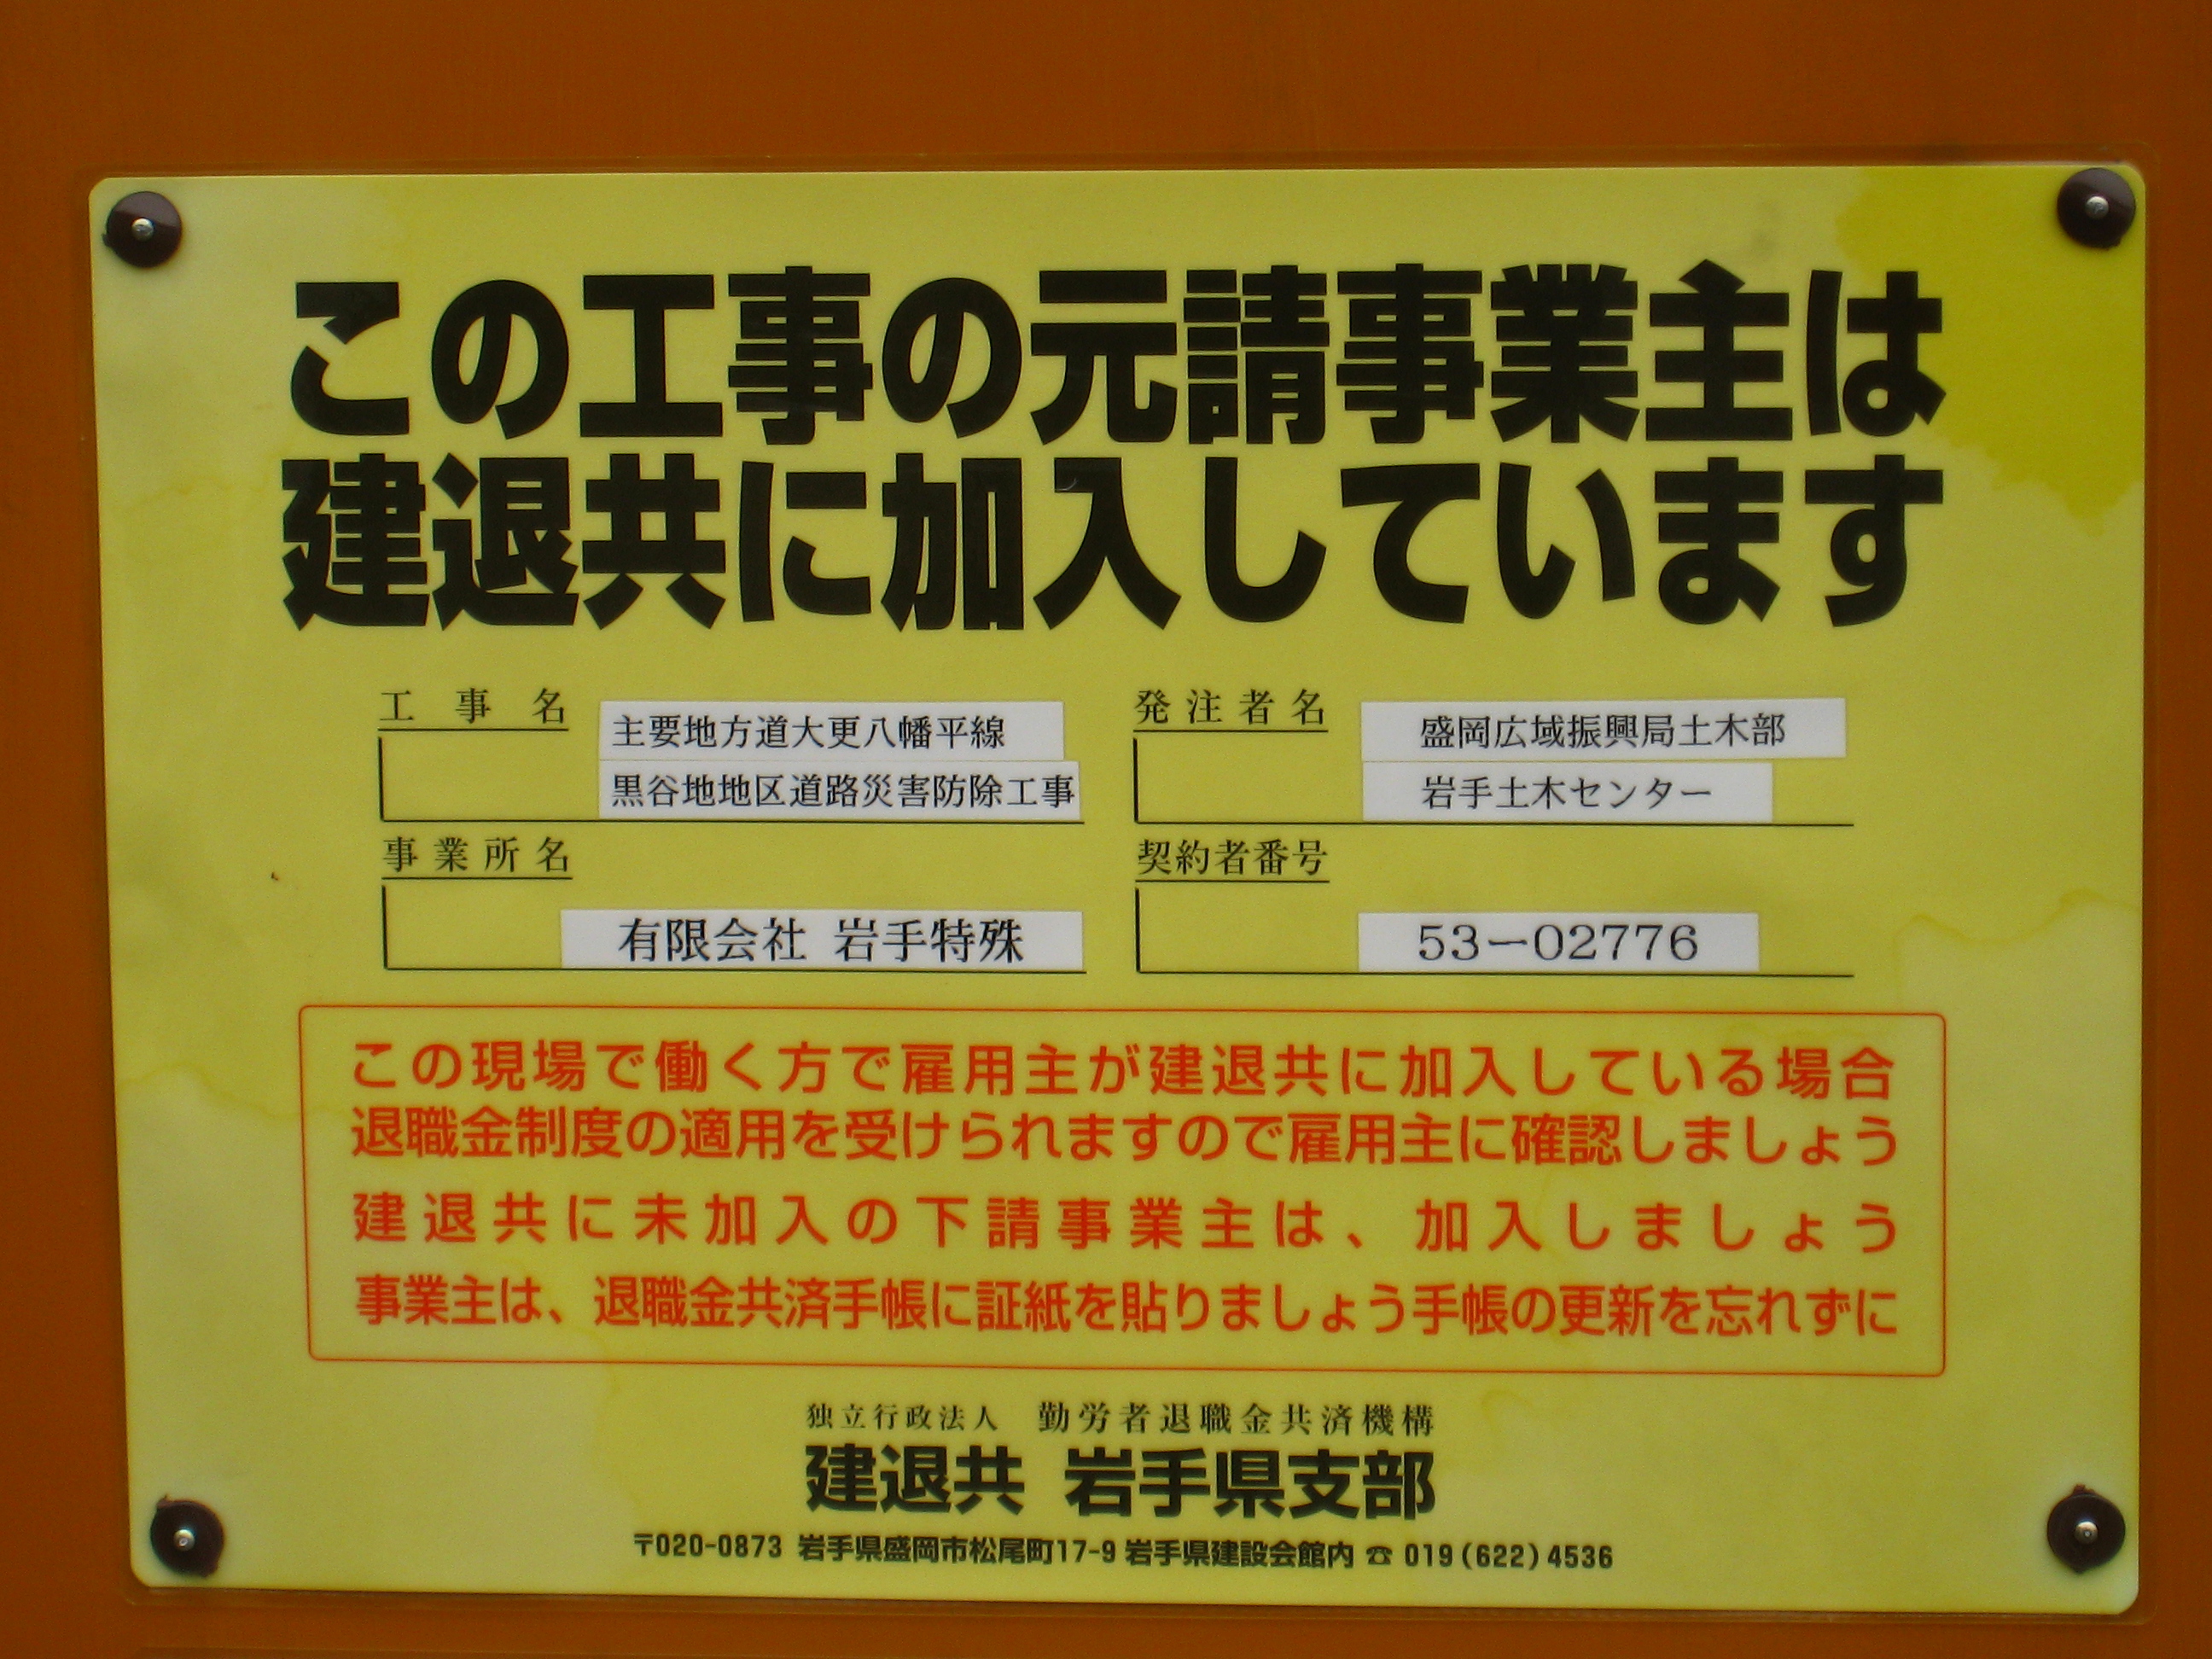 この工事の元請事業主は
建退共に加入しています
工事名
主要地方道大更八幡平線
黒谷地地区道路災害防除工事
発注者名
盛岡広域振興局土木部
岩手土木センター
事業所名
有限会社 岩手特殊
契約者番号
53－02776
この現場で働く方で雇用主が建退共に加入している場合
退職金制度の適用を受けられますので雇用主に確認しましょう
建退共に未加入の下請事業主は、加入しましょう
事業主は、退職金共済手帳に証紙を貼りましょう手帳の更新を忘れずに
独立行政法人 勤労者退職金共済機構
建退共 岩手県支部
〒020-0873 岩手県盛岡市松尾町17-9 岩手県建設会館内 ☎ 019(622)4536